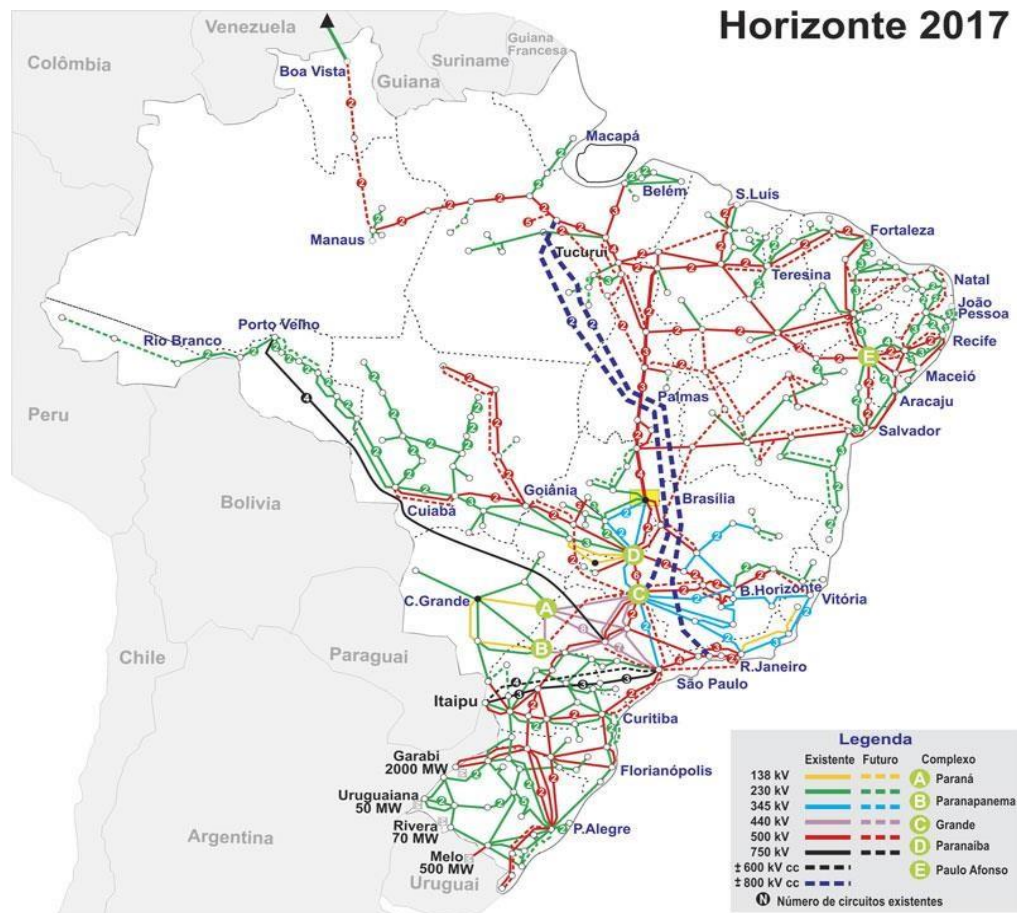 Horizonte 2017
Venezuela
Guiana
Francesa
Suriname
Colômbia
Guiana
Boa Vista
Macapá
Belém
S.Luís
Manaus
Fortaleza
Tucuruí
Teresina
Natal
João
Pessoa
Porto Velho
Rio Branco
Recife
E
Maceió
Palmas
Aracaju
Peru
Salvador
Bolivia
Goiânia
Brasília
Cuiabá
D
C
B.Horizonte
Vitória
C.Grande
A
B
Chile
Paraguai
R.Janeiro
São Paulo
Itaipu
Curitiba
Garabi
2000 MW
Florianópolis
Uruguaiana
50 MW
Rivera
70 MW
P.Alegre
Argentina
Melo
500 MW
Uruguai
Legenda
Existente Futuro Complexo
138 kV A Paraná
230 kV B Paranapanema
345 kV
440 kV C Grande
500 kV D Paranaiba
750 kV
± 600 kV cc E Paulo Afonso
± 800 kV cc
N Número de circuitos existentes